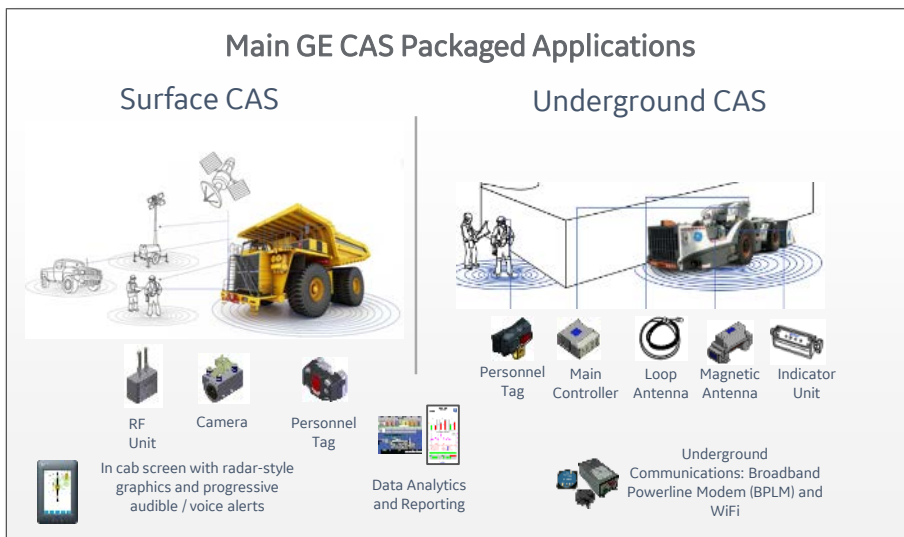 Main GE CAS Packaged Applications
Surface CAS
Underground CAS
RF
Unit
Camera
Personnel
Tag
Personnel
Tag
Main
Controller
Loop
Antenna
Magnetic
Antenna
Indicator
Unit
In cab screen with radar-style
graphics and progressive
audible / voice alerts
Data Analytics
and Reporting
Underground
Communications: Broadband
Powerline Modem (BPLM) and
WiFi